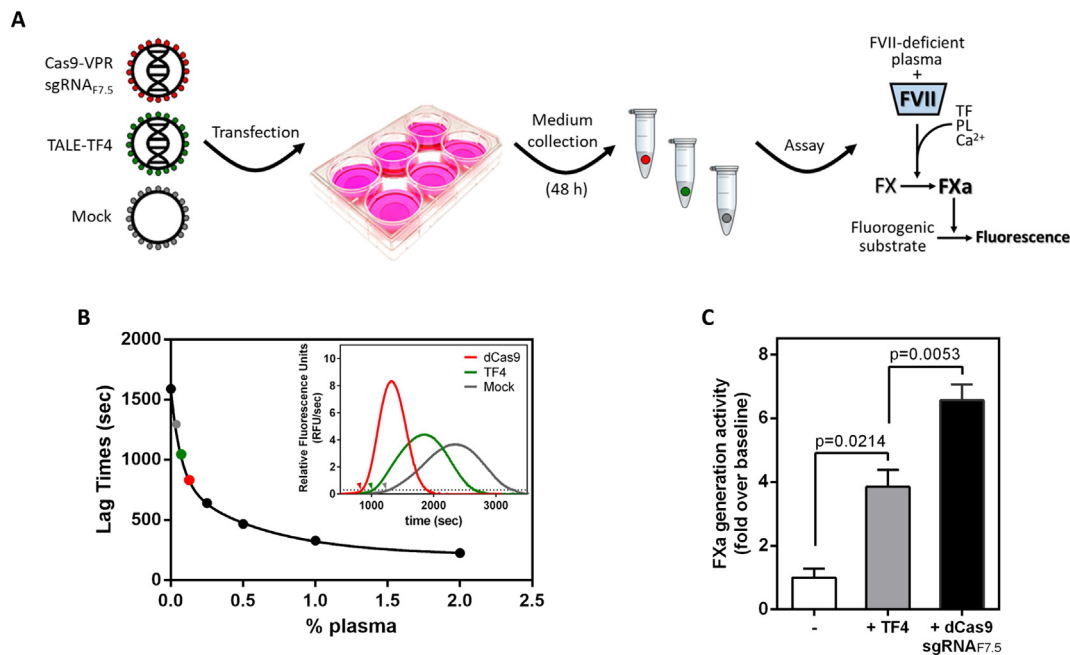 A
Cas9-VPR
sgRNAF7.5
TALE-TF4
Mock
Transfection
Medium
collection
(48 h)
Assay
FVII-deficient
plasma
+
FVII
TF
PL
Ca2+
FX
FXa
Fluorogenic
substrate
Fluorescence
B
Lag Times (sec)
2000
1500
1000
500
0
0.0 0.5 1.0 1.5 2.0 2.5
% plasma
Relative Fluorescence Units
(RFU/sec)
10
8
6
4
2
0
1000 2000 3000
time (sec)
dCas9
TF4
Mock
C
FXa generation activity
(fold over baseline)
8
6
4
2
0
p=0.0053
p=0.0214
- + TF4 + dCas9
sgRNAF7.5